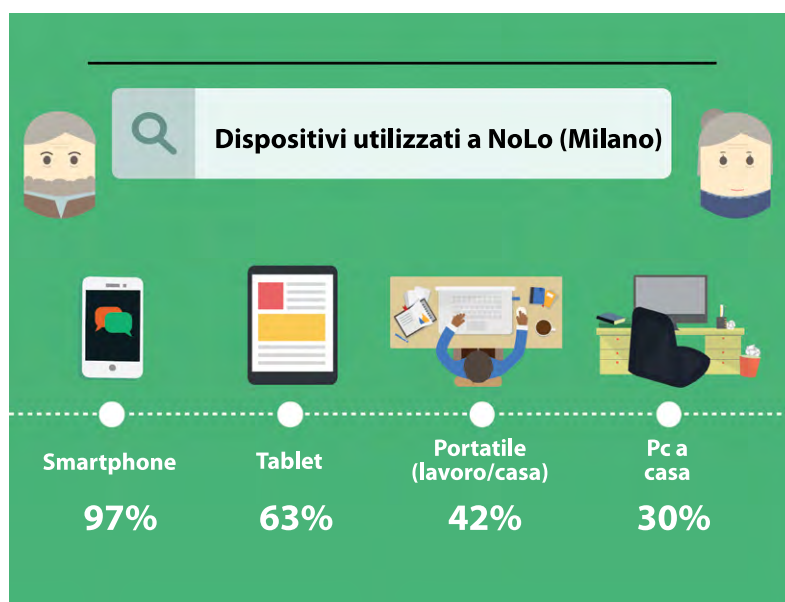 Dispositivi utilizzati a NoLo (Milano)
Smartphone
97%
Tablet
63%
Portatile
(lavoro/casa)
42%
Pc a
casa
30%